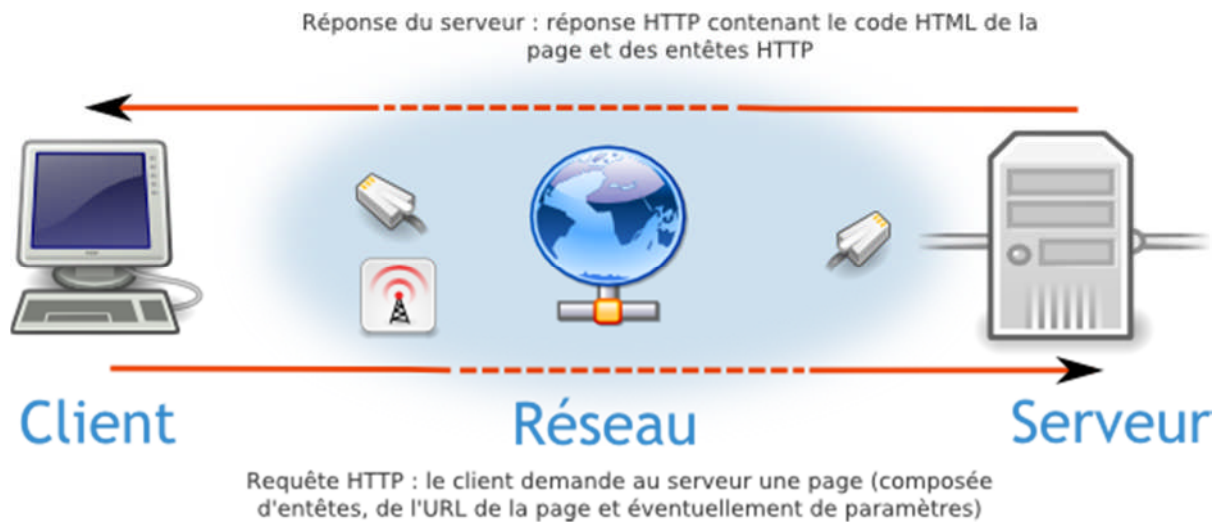 Réponse du serveur : réponse HTTP contenant le code HTML de la
page et des entêtes HTTP
Client
Réseau
Serveur
Requête HTTP : le client demande au serveur une page (composée
d'entêtes, de l'URL de la page et éventuellement de paramètres)